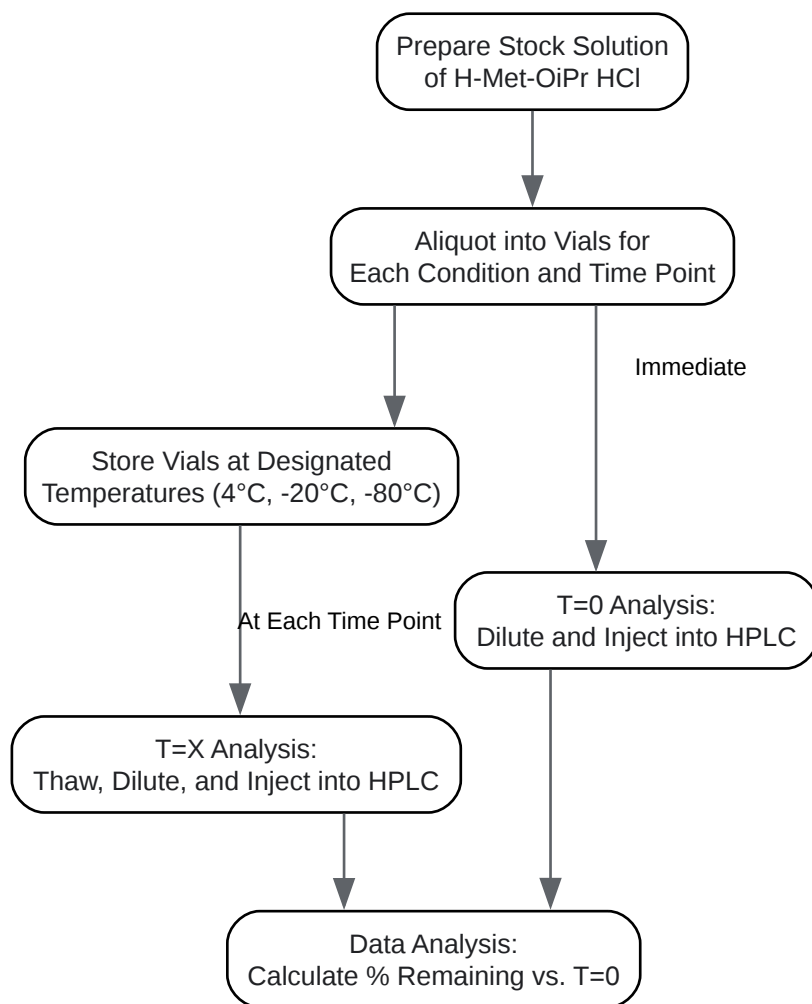 Prepare Stock Solution
of H-Met-OiPr HCl
Aliquot into Vials for
Each Condition and Time Point
Immediate
Store Vials at Designated
Temperatures (4°C, -20°C, -80°C)
T=0 Analysis:
Dilute and Inject into HPLC
At Each Time Point
T=X Analysis:
Thaw, Dilute, and Inject into HPLC
Data Analysis:
Calculate % Remaining vs. T=0